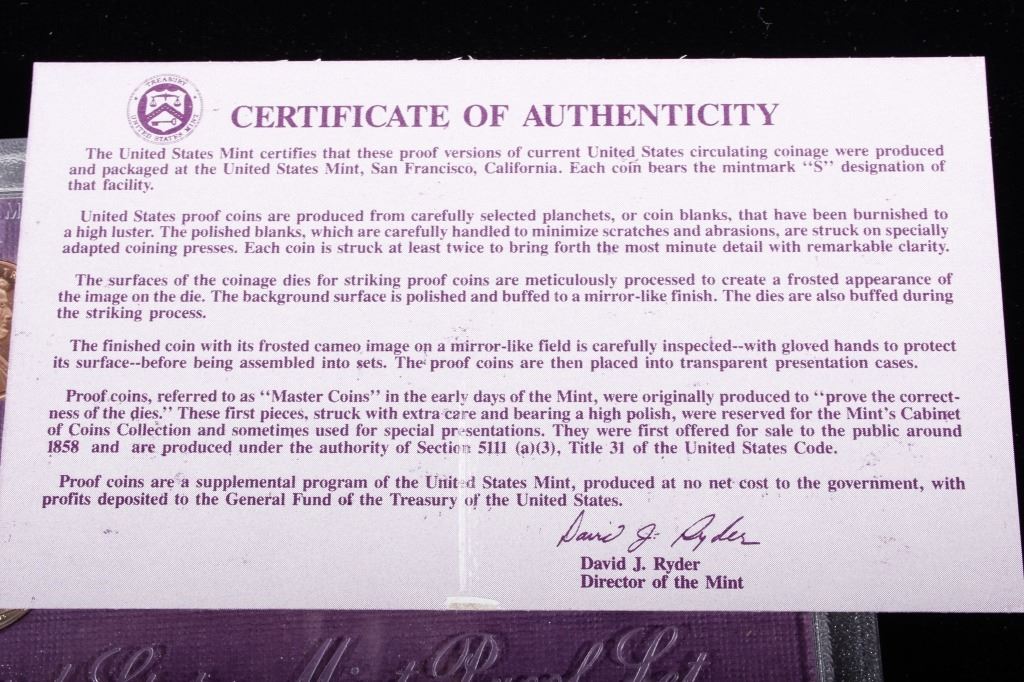 TREASURY
UNITED STATES MINT
CERTIFICATE OF AUTHENTICITY
The United States Mint certifies that these proof versions of current United States circulating coinage were produced
and packaged at the United States Mint, San Francisco, California. Each coin bears the mintmark "S" designation of
that facility.
United States proof coins are produced from carefully selected planchets, or coin blanks, that have been burnished to
a high luster. The polished blanks, which are carefully handled to minimize scratches and abrasions, are struck on specially
adapted coining presses. Each coin is struck at least twice to bring forth the most minute detail with remarkable clarity.
The surfaces of the coinage dies for striking proof coins are meticulously processed to create a frosted appearance of
the image on the die. The background surface is polished and buffed to a mirror-like finish. The dies are also buffed during
the striking process.
The finished coin with its frosted cameo image on a mirror-like field is carefully inspected--with gloved hands to protect
its surface--before being assembled into sets. The proof coins are then placed into transparent presentation cases.
Proof coins, referred to as "Master Coins" in the early days of the Mint, were originally produced to "prove the correct-
ness of the dies." These first pieces, struck with extra care and bearing a high polish, were reserved for the Mint's Cabinet
of Coins Collection and sometimes used for special presentations. They were first offered for sale to the public around
1858 and are produced under the authority of Section 5111 (a)(3), Title 31 of the United States Code.
Proof coins are a supplemental program of the United States Mint, produced at no net cost to the government, with
profits deposited to the General Fund of the Treasury of the United States.
David J. Ryder
David J. Ryder
Director of the Mint
Mint Proof Set